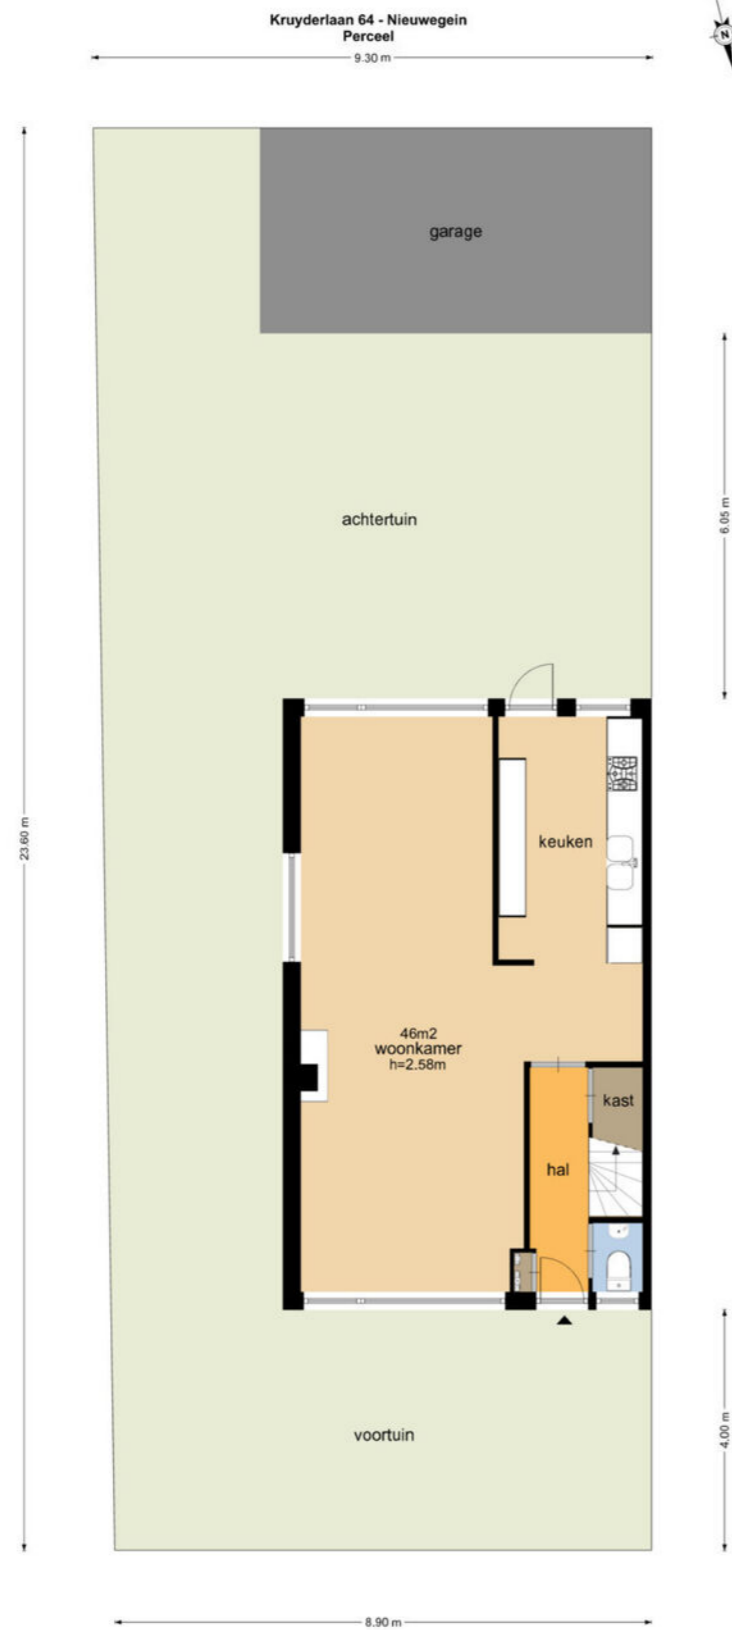 Kruyderlaan 64 - Nieuwegein
Perceel
N
9.30 m
garage
6.05 m
achtertuin
23.60 m
keuken
46m2
woonkamer
h=2.58m
kast
hal
4.00 m
voortuin
8.90 m